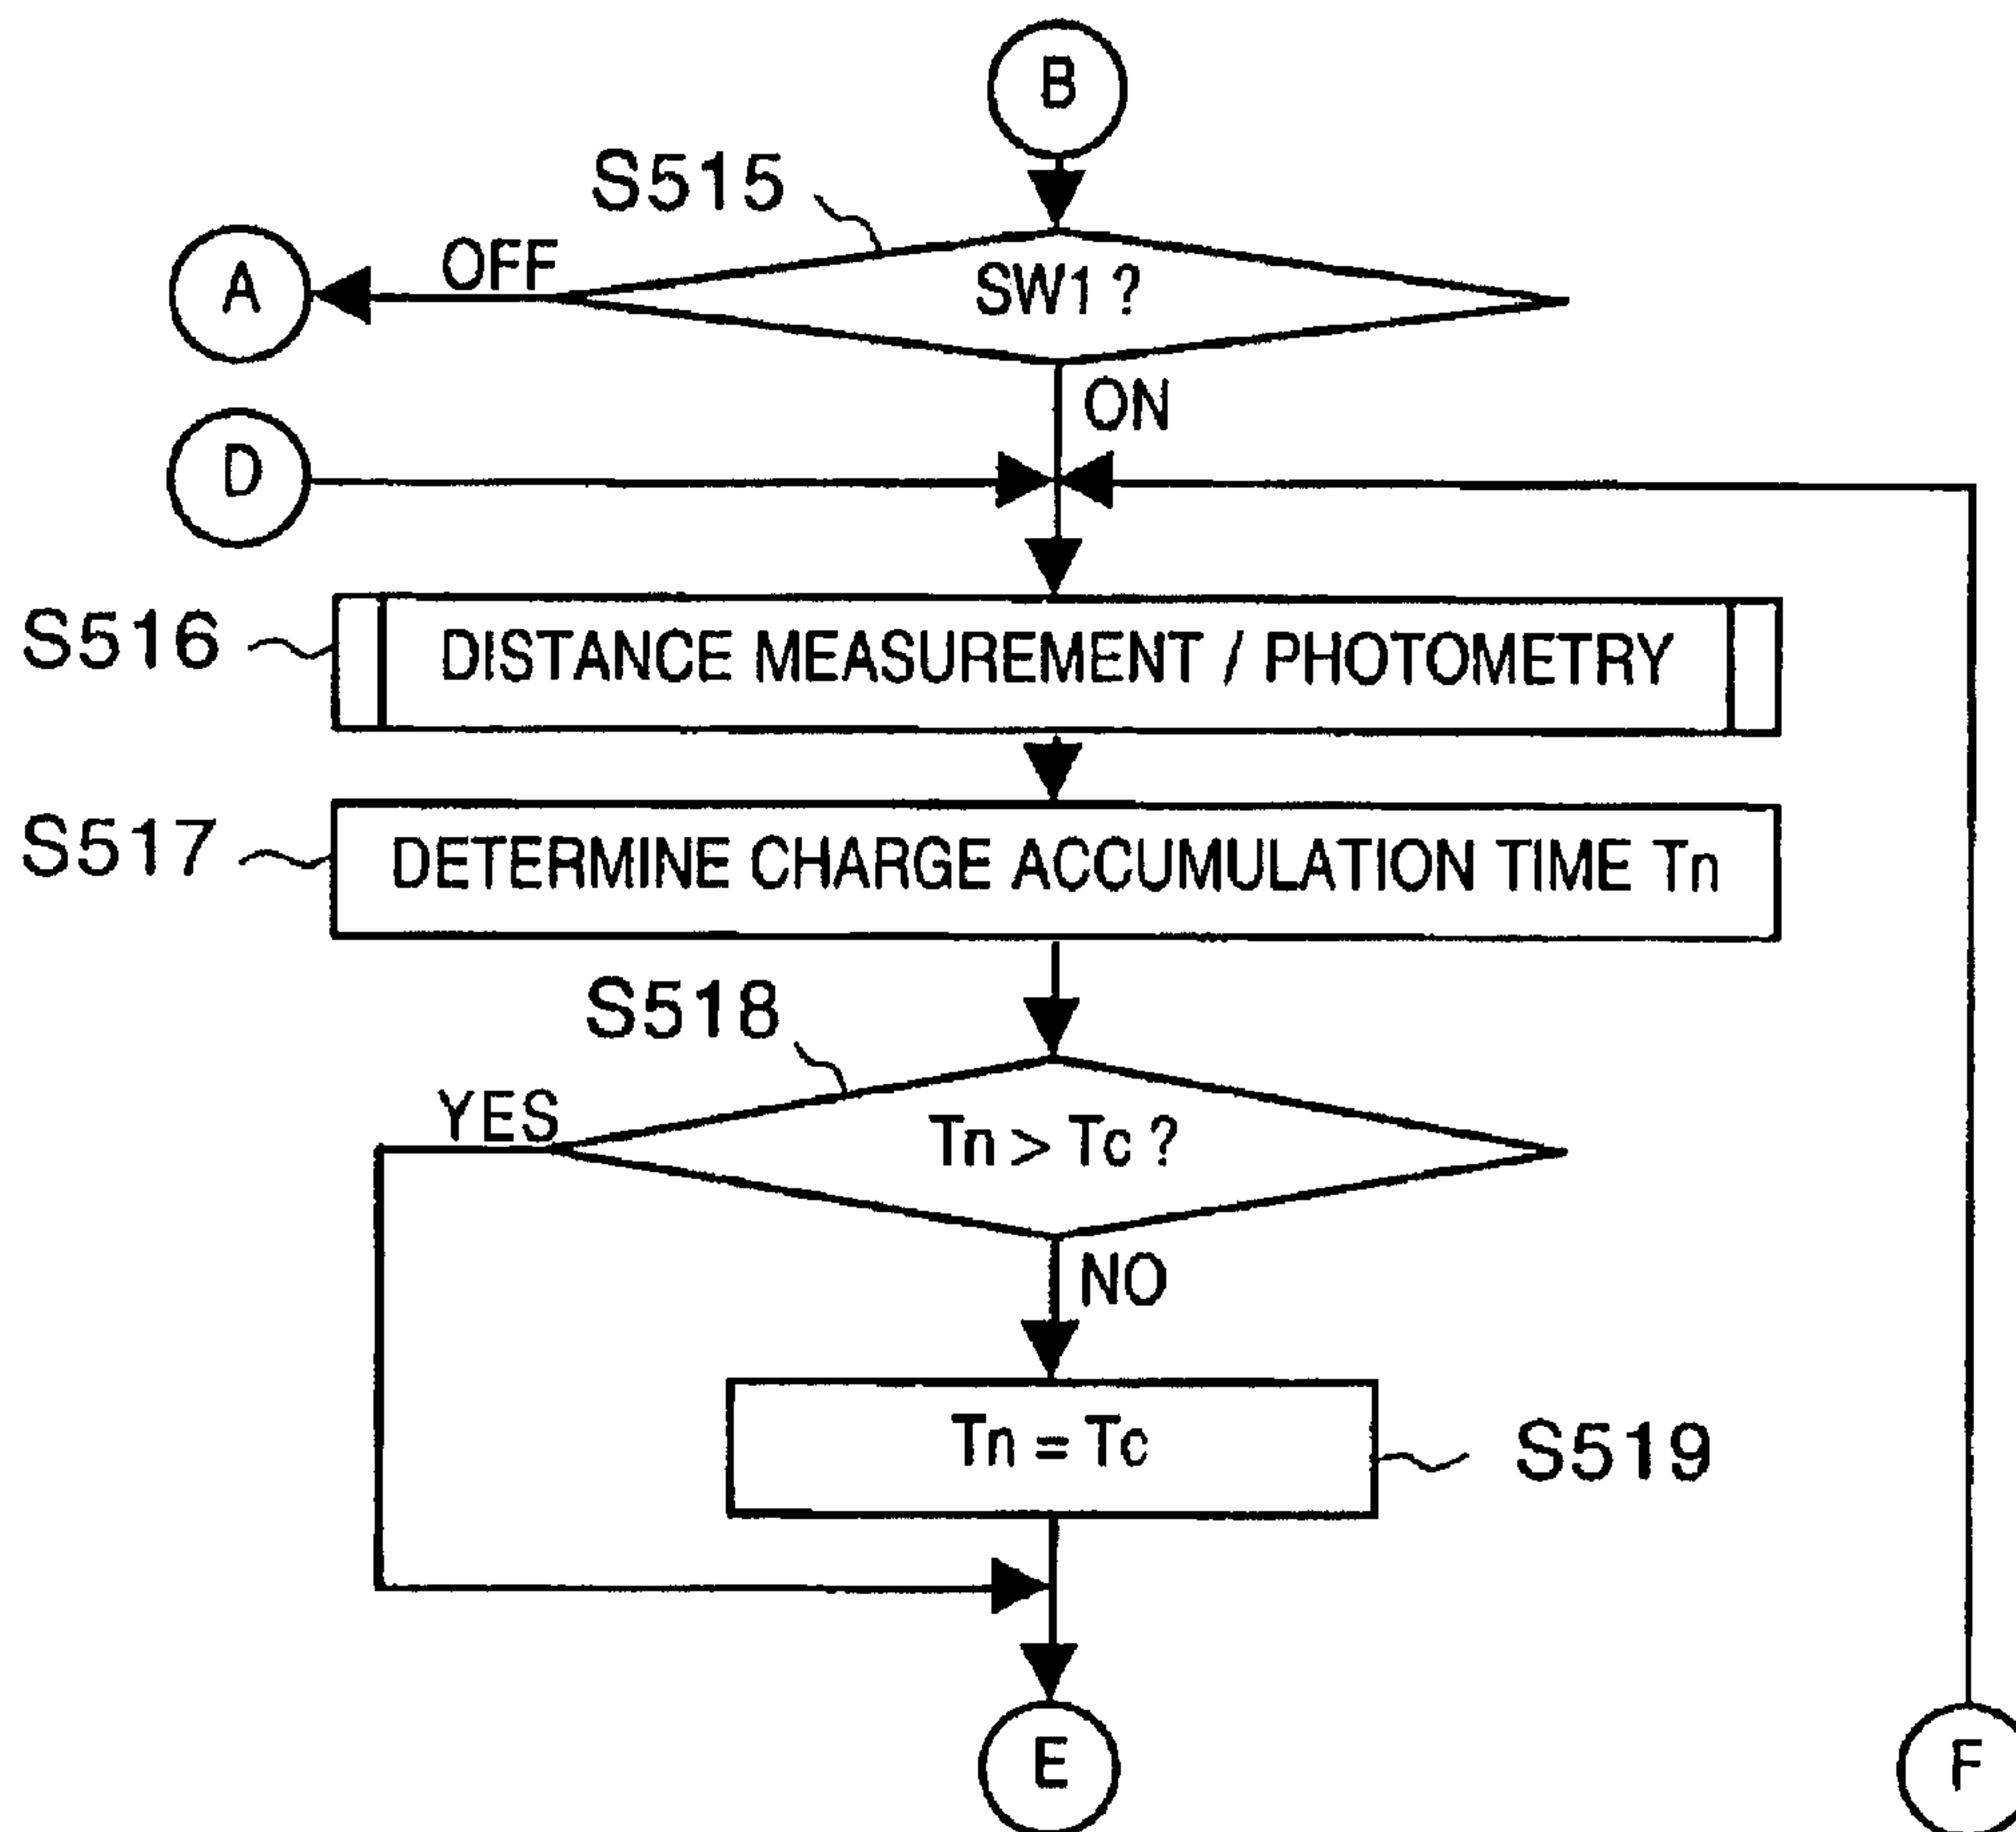 B
S515
A
OFF
SW1 ?
ON
D
S516
DISTANCE MEASUREMENT / PHOTOMETRY
S517
DETERMINE CHARGE ACCUMULATION TIME Tn
S518
YES
Tn > Tc ?
NO
Tn = Tc
S519
E
F